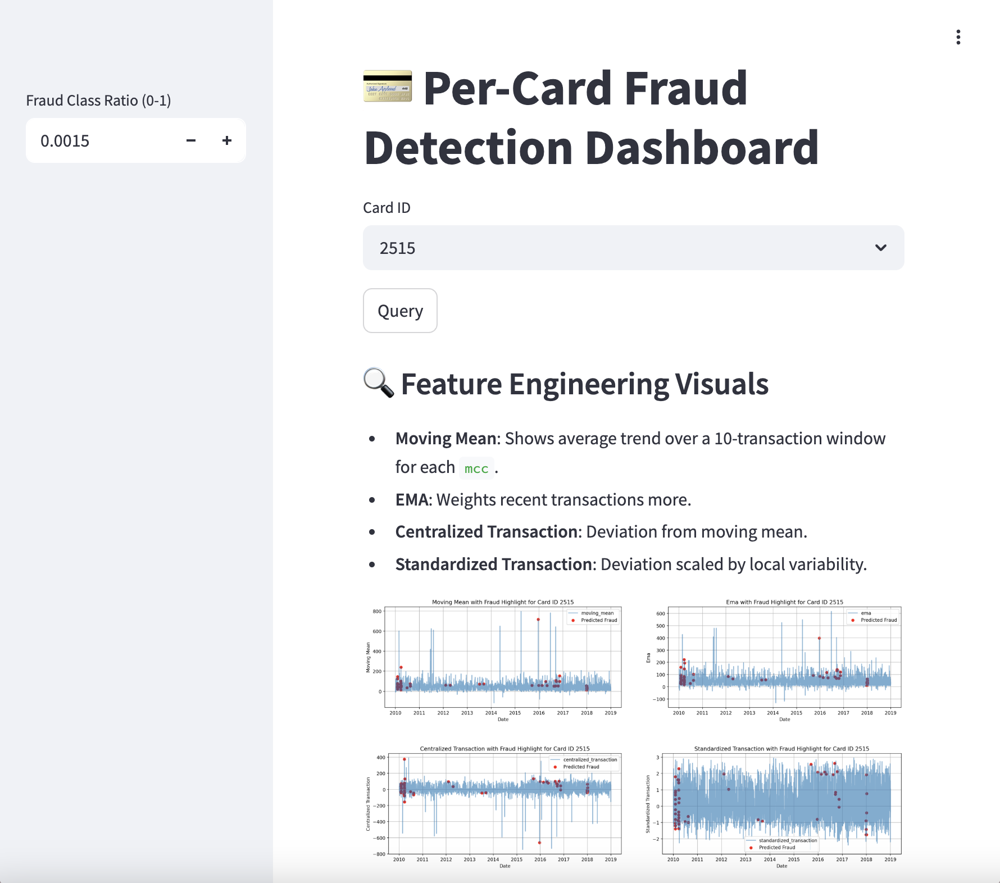 Fraud Class Ratio (0-1)
0.0015
Per-Card Fraud
Detection Dashboard
Card ID
2515
Query
Feature Engineering Visuals
Moving Mean: Shows average trend over a 10-transaction window
for each mcc.
EMA: Weights recent transactions more.
Centralized Transaction: Deviation from moving mean.
Standardized Transaction: Deviation scaled by local variability.
Moving Mean with Fraud Highlight for Card ID 2515
moving_mean
Predicted Fraud
Moving Mean
800
600
400
200
0
2010 2011 2012 2013 2014 2015 2016 2017 2018 2019
Date
Ema with Fraud Highlight for Card ID 2515
ema
Predicted Fraud
Ema
600
500
400
300
200
100
0
−100
2010 2011 2012 2013 2014 2015 2016 2017 2018 2019
Date
Centralized Transaction with Fraud Highlight for Card ID 2515
centralized_transaction
Predicted Fraud
Centralized Transaction
400
200
0
−200
−400
−600
−800
2010 2011 2012 2013 2014 2015 2016 2017 2018 2019
Date
Standardized Transaction with Fraud Highlight for Card ID 2515
Standardized Transaction
3
2
1
0
−1
−2
standardized_transaction
Predicted Fraud
2010 2011 2012 2013 2014 2015 2016 2017 2018 2019
Date